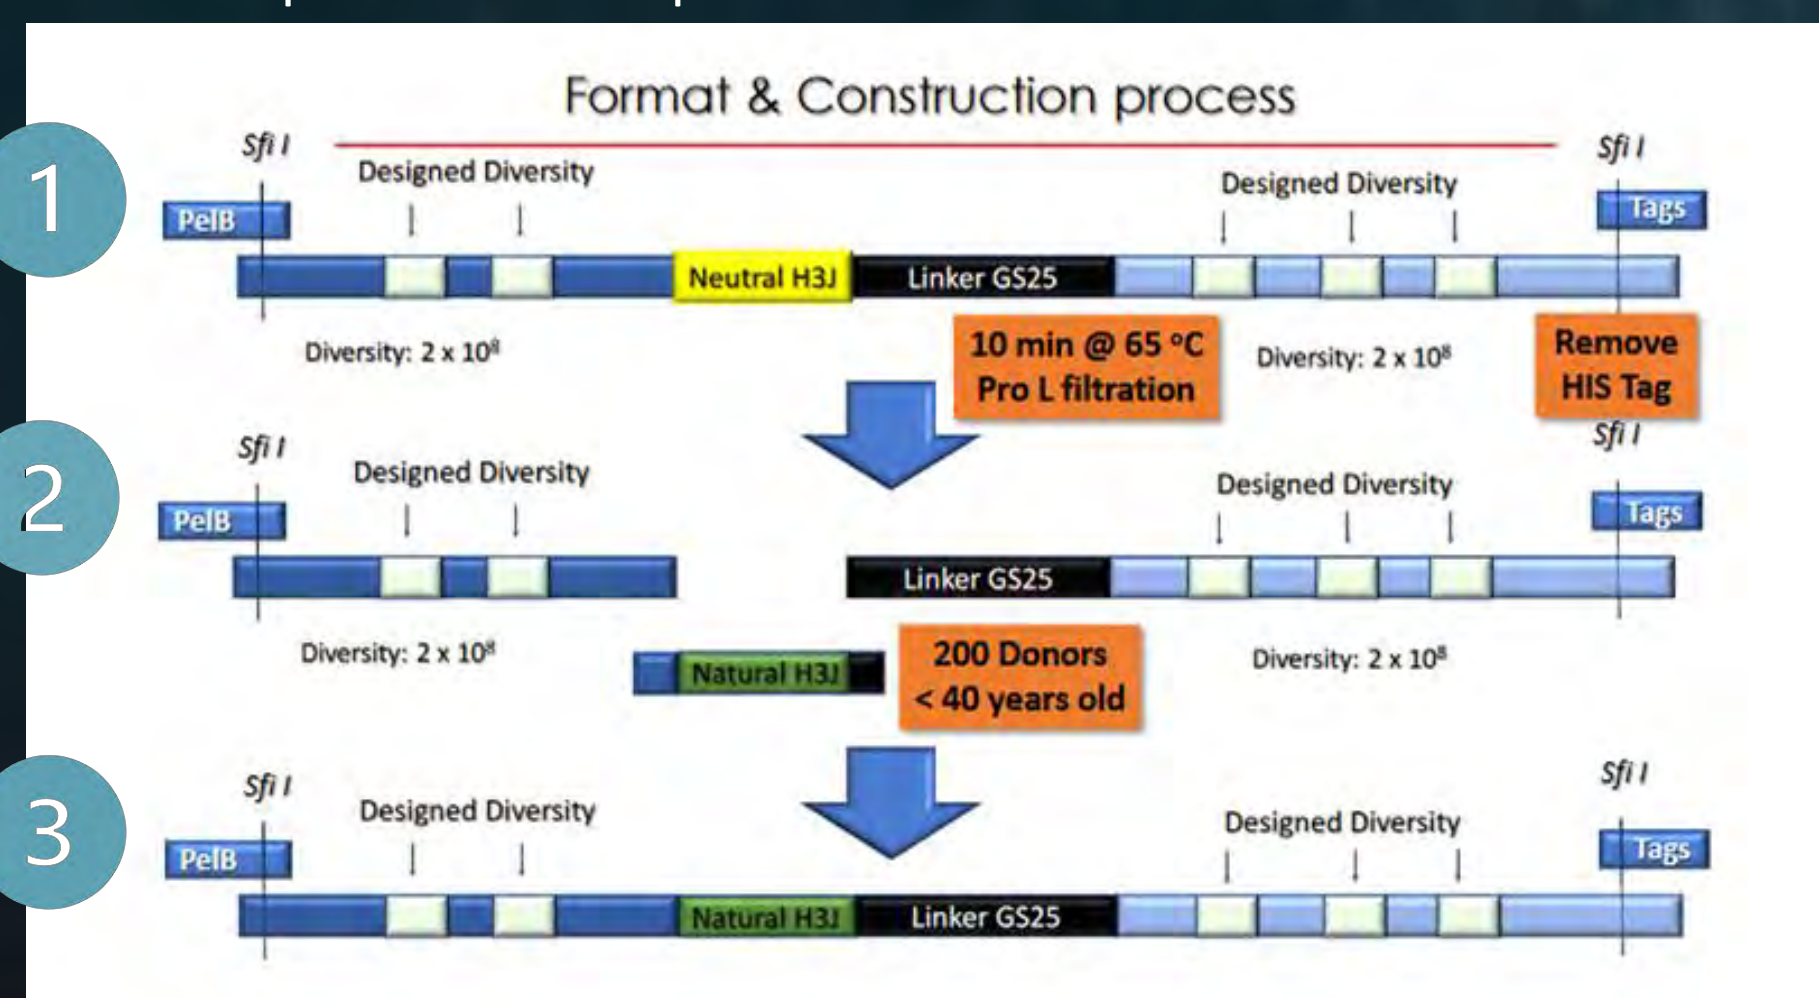 Format & Construction process
1
Sfi I
Designed Diversity
Designed Diversity
Sfi I
PelB
Tags
Neutral H3J
Linker GS25
Diversity: 2 x 10⁸
10 min @ 65 °C
Pro L filtration
Diversity: 2 x 10⁸
Remove
HIS Tag
2
Sfi I
Designed Diversity
Designed Diversity
Sfi I
PelB
Tags
Linker GS25
Diversity: 2 x 10⁸
Natural H3J
200 Donors
< 40 years old
Diversity: 2 x 10⁸
3
Sfi I
Designed Diversity
Designed Diversity
Sfi I
PelB
Tags
Natural H3J
Linker GS25